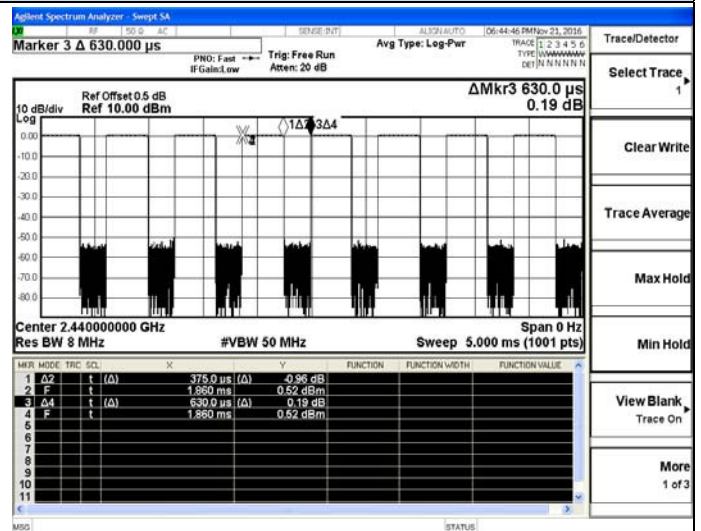 Agilent Spectrum Analyzer - Swept SA
RF 50 Ω AC SENSE:INT ALIGN AUTO 06:44:46 PM Nov 21, 2016
Marker 3 Δ 630.000 µs
PNO: Fast
IFGain:Low
Trig: Free Run
Atten: 20 dB
Avg Type: Log-Pwr
TRACE 1 2 3 4 5 6
TYPE
DET N N N N N N
Ref Offset 0.5 dB
10 dB/div Ref 10.00 dBm
ΔMkr3 630.0 µs
0.19 dB
Log
1Δ2 3Δ4
0.00
-10.0
-20.0
-30.0
-40.0
-50.0
-60.0
-70.0
-80.0
Center 2.440000000 GHz Span 0 Hz
Res BW 8 MHz #VBW 50 MHz Sweep 5.000 ms (1001 pts)
MKR MODE TRC SCL X Y FUNCTION FUNCTION WIDTH FUNCTION VALUE
1 Δ2 t (Δ) 375.0 µs (Δ) -0.96 dB
2 F t 1.860 ms 0.52 dBm
3 Δ4 t (Δ) 630.0 µs (Δ) 0.19 dB
4 F t 1.860 ms 0.52 dBm
5
6
7
8
9
10
11
MSG STATUS
Trace/Detector
Select Trace
1
Clear Write
Trace Average
Max Hold
Min Hold
View Blank
Trace On
More
1 of 3